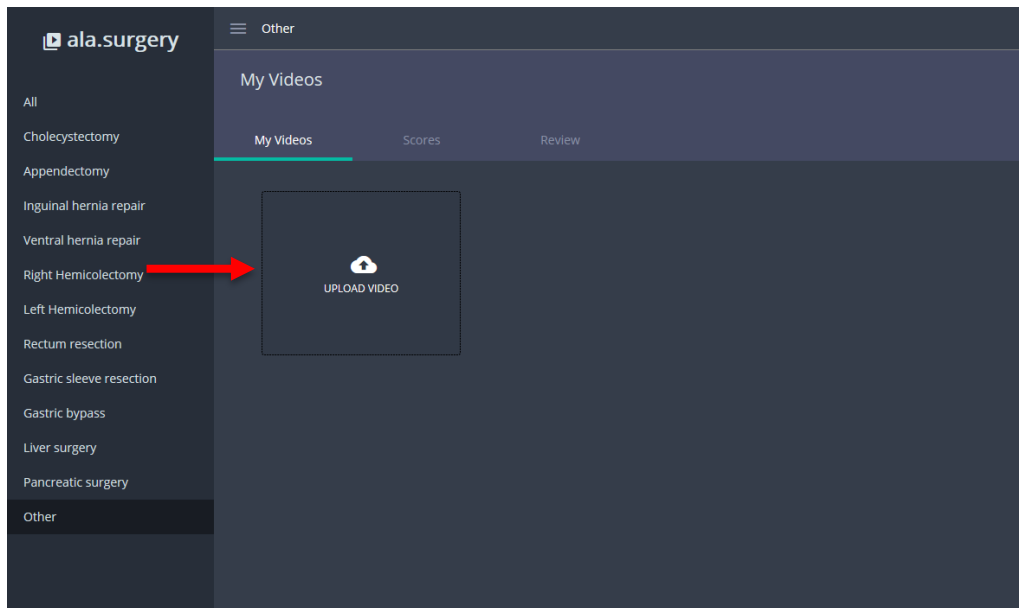 ala.surgery
All
Cholecystectomy
Appendectomy
Inguinal hernia repair
Ventral hernia repair
Right Hemicolectomy
Left Hemicolectomy
Rectum resection
Gastric sleeve resection
Gastric bypass
Liver surgery
Pancreatic surgery
Other
Other
My Videos
My Videos Scores Review
UPLOAD VIDEO